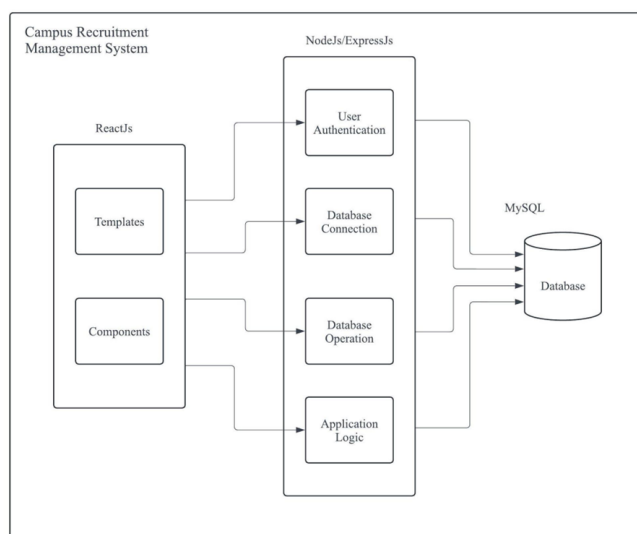 Campus Recruitment
Management System
ReactJs
Templates
Components
NodeJs/ExpressJs
User
Authentication
Database
Connection
Database
Operation
Application
Logic
MySQL
Database